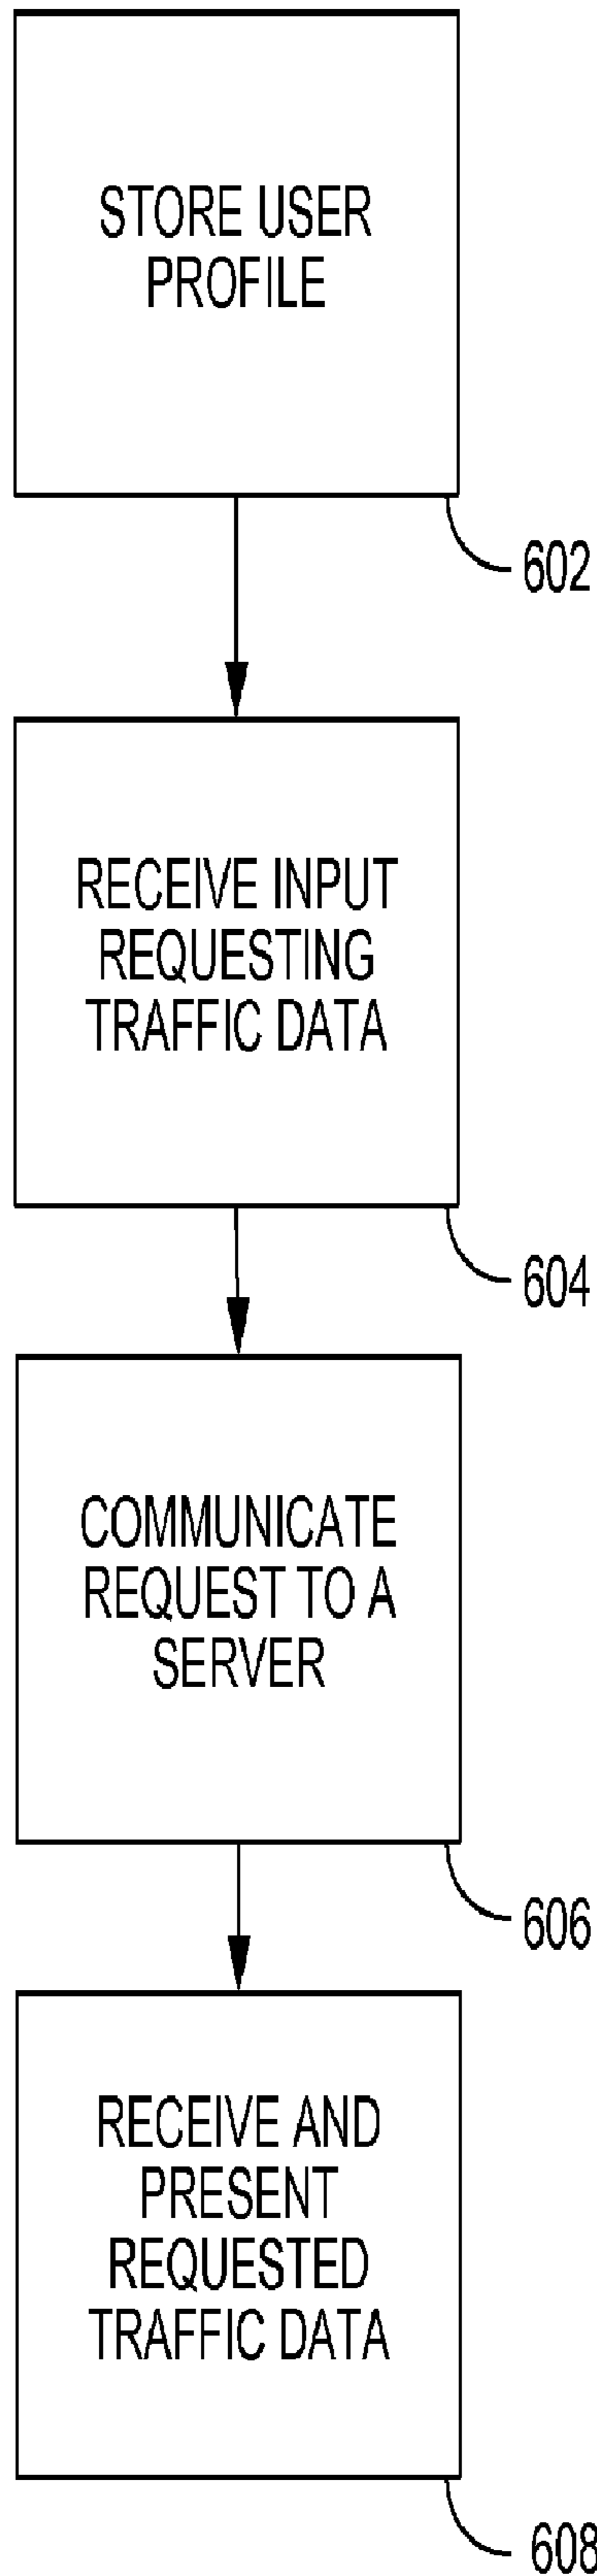 STORE USER
PROFILE
602
RECEIVE INPUT
REQUESTING
TRAFFIC DATA
604
COMMUNICATE
REQUEST TO A
SERVER
606
RECEIVE AND
PRESENT
REQUESTED
TRAFFIC DATA
608